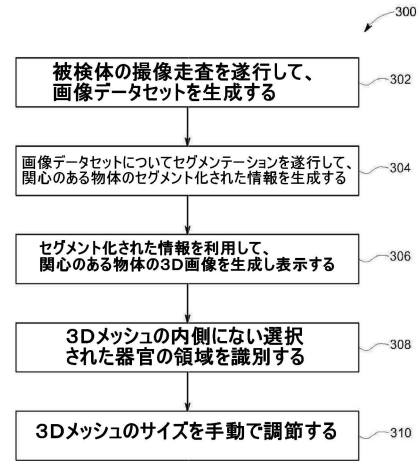 300
被検体の撮像走査を遂行して、
画像データセットを生成する
302
画像データセットについてセグメンテーションを遂行して、
関心のある物体のセグメント化された情報を生成する
304
セグメント化された情報を利用して、
関心のある物体の3D画像を生成し表示する
306
3Dメッシュの内側にない選択
された器官の領域を識別する
308
3Dメッシュのサイズを手動で調節する
310